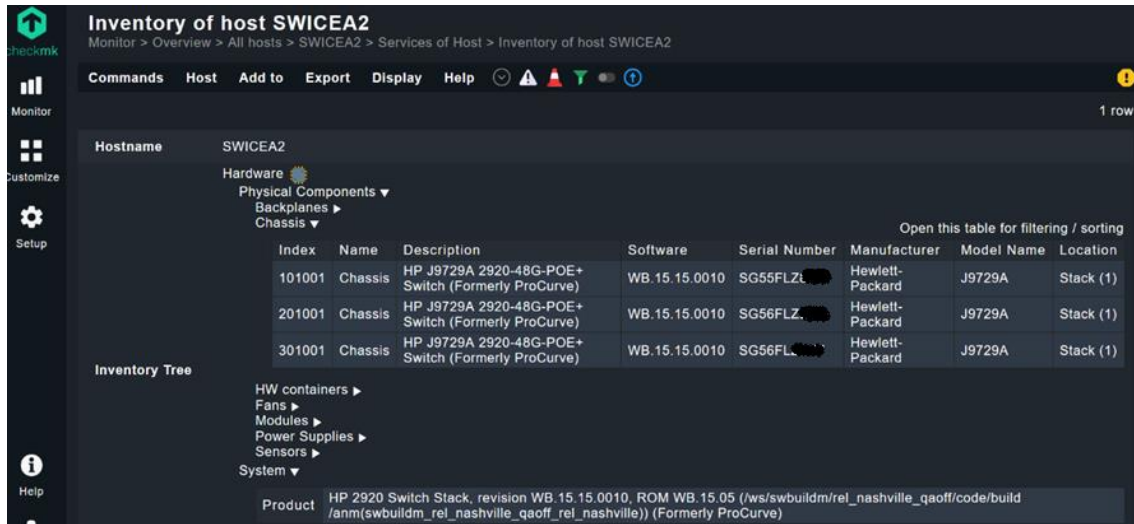 Inventory of host SWICEA2
Monitor > Overview > All hosts > SWICEA2 > Services of Host > Inventory of host SWICEA2
checkmk
Commands Host Add to Export Display Help
Monitor
1 row
Customize
Setup
Help
Hostname SWICEA2
Inventory Tree
Hardware
Physical Components
Backplanes
Chassis
Open this table for filtering / sorting
Index Name Description Software Serial Number Manufacturer Model Name Location
101001 Chassis HP J9729A 2920-48G-POE+ WB.15.15.0010 SG55FLZ Hewlett- J9729A Stack (1)
Switch (Formerly ProCurve) Packard
201001 Chassis HP J9729A 2920-48G-POE+ WB.15.15.0010 SG56FLZ Hewlett- J9729A Stack (1)
Switch (Formerly ProCurve) Packard
301001 Chassis HP J9729A 2920-48G-POE+ WB.15.15.0010 SG56FL Hewlett- J9729A Stack (1)
Switch (Formerly ProCurve) Packard
HW containers
Fans
Modules
Power Supplies
Sensors
System
Product HP 2920 Switch Stack, revision WB.15.15.0010, ROM WB.15.05 (/ws/swbuildm/rel_nashville_qaoff/code/build
/anm(swbuildm_rel_nashville_qaoff_rel_nashville)) (Formerly ProCurve)